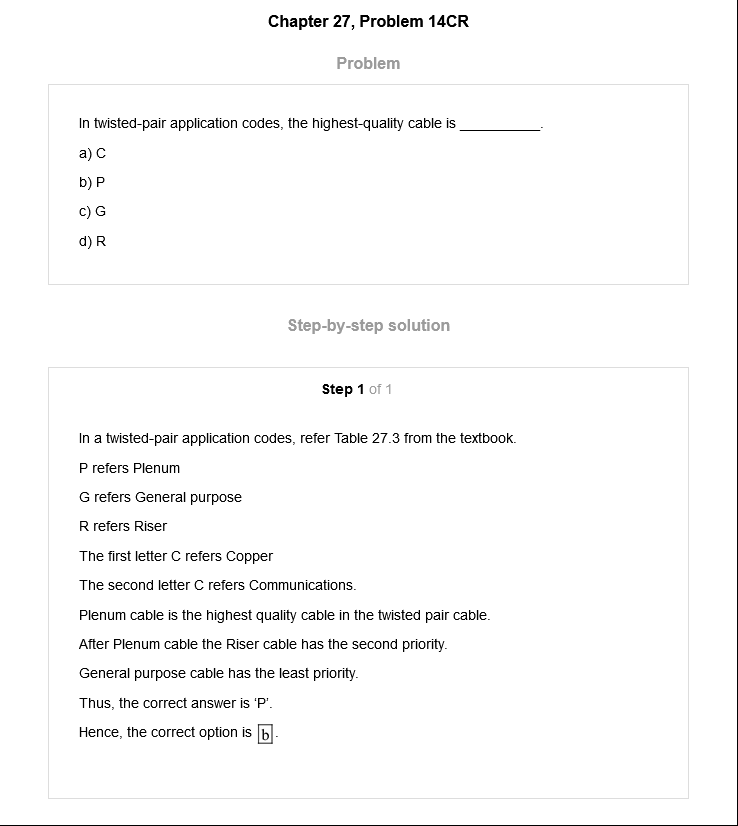 Chapter 27, Problem 14CR
Problem
In twisted-pair application codes, the highest-quality cable is __________.
a) C
b) P
c) G
d) R
Step-by-step solution
Step 1 of 1
In a twisted-pair application codes, refer Table 27.3 from the textbook.
P refers Plenum
G refers General purpose
R refers Riser
The first letter C refers Copper
The second letter C refers Communications.
Plenum cable is the highest quality cable in the twisted pair cable.
After Plenum cable the Riser cable has the second priority.
General purpose cable has the least priority.
Thus, the correct answer is ‘P’.
Hence, the correct option is b.